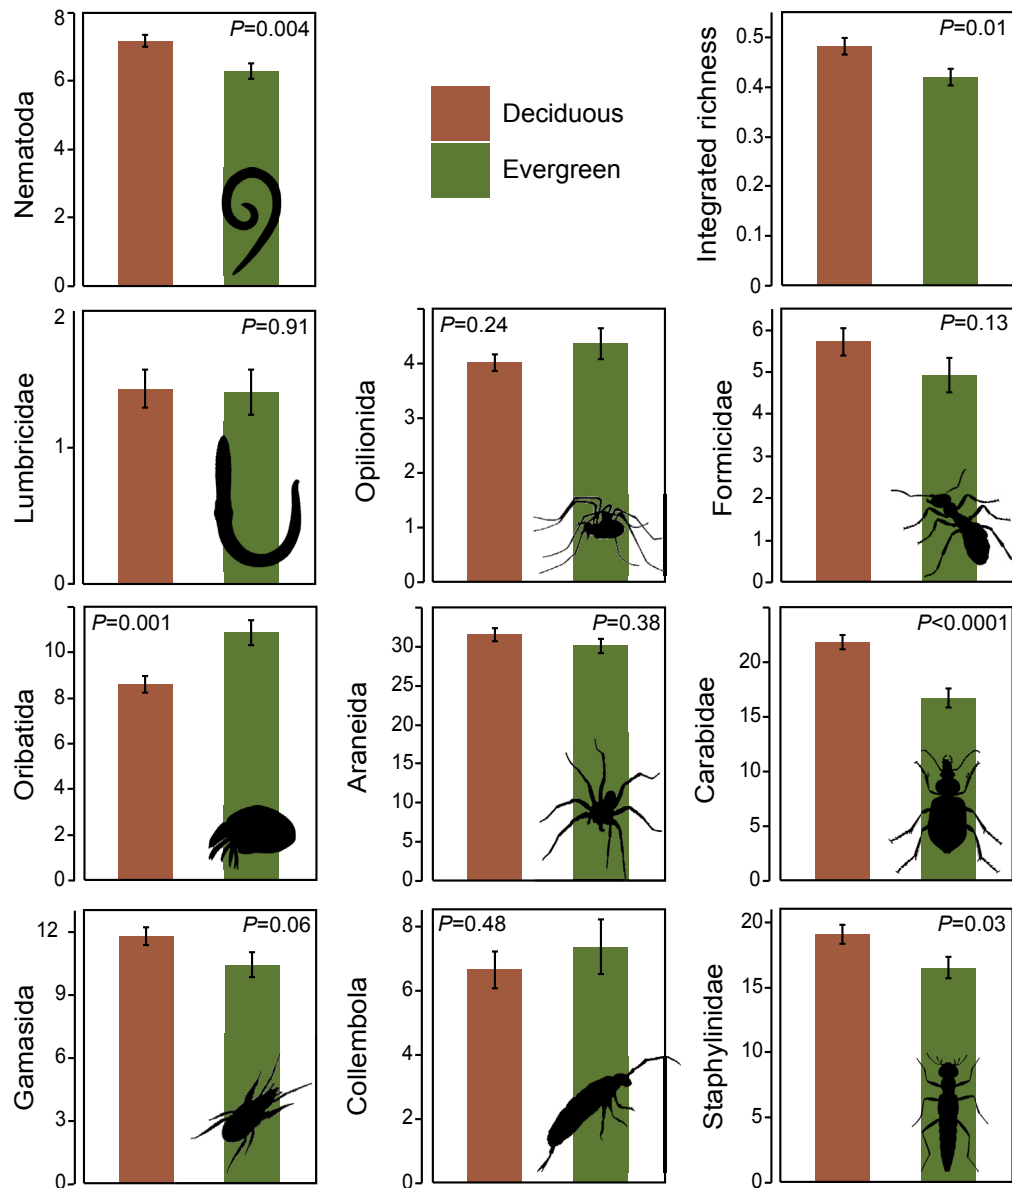 Nematoda
P=0.004
8
6
4
2
0
Deciduous
Evergreen
Integrated richness
P=0.01
0.5
0.4
0.3
0.2
0.1
0
Lumbricidae
P=0.91
2
1
0
Opilionida
P=0.24
4
3
2
1
0
Formicidae
P=0.13
6
5
4
3
2
1
0
Oribatida
P=0.001
10
8
6
4
2
0
Araneida
P=0.38
30
25
20
15
10
5
0
Carabidae
P<0.0001
20
15
10
5
0
Gamasida
P=0.06
12
9
6
3
0
Collembola
P=0.48
8
6
4
2
0
Staphylinidae
P=0.03
20
15
10
5
0